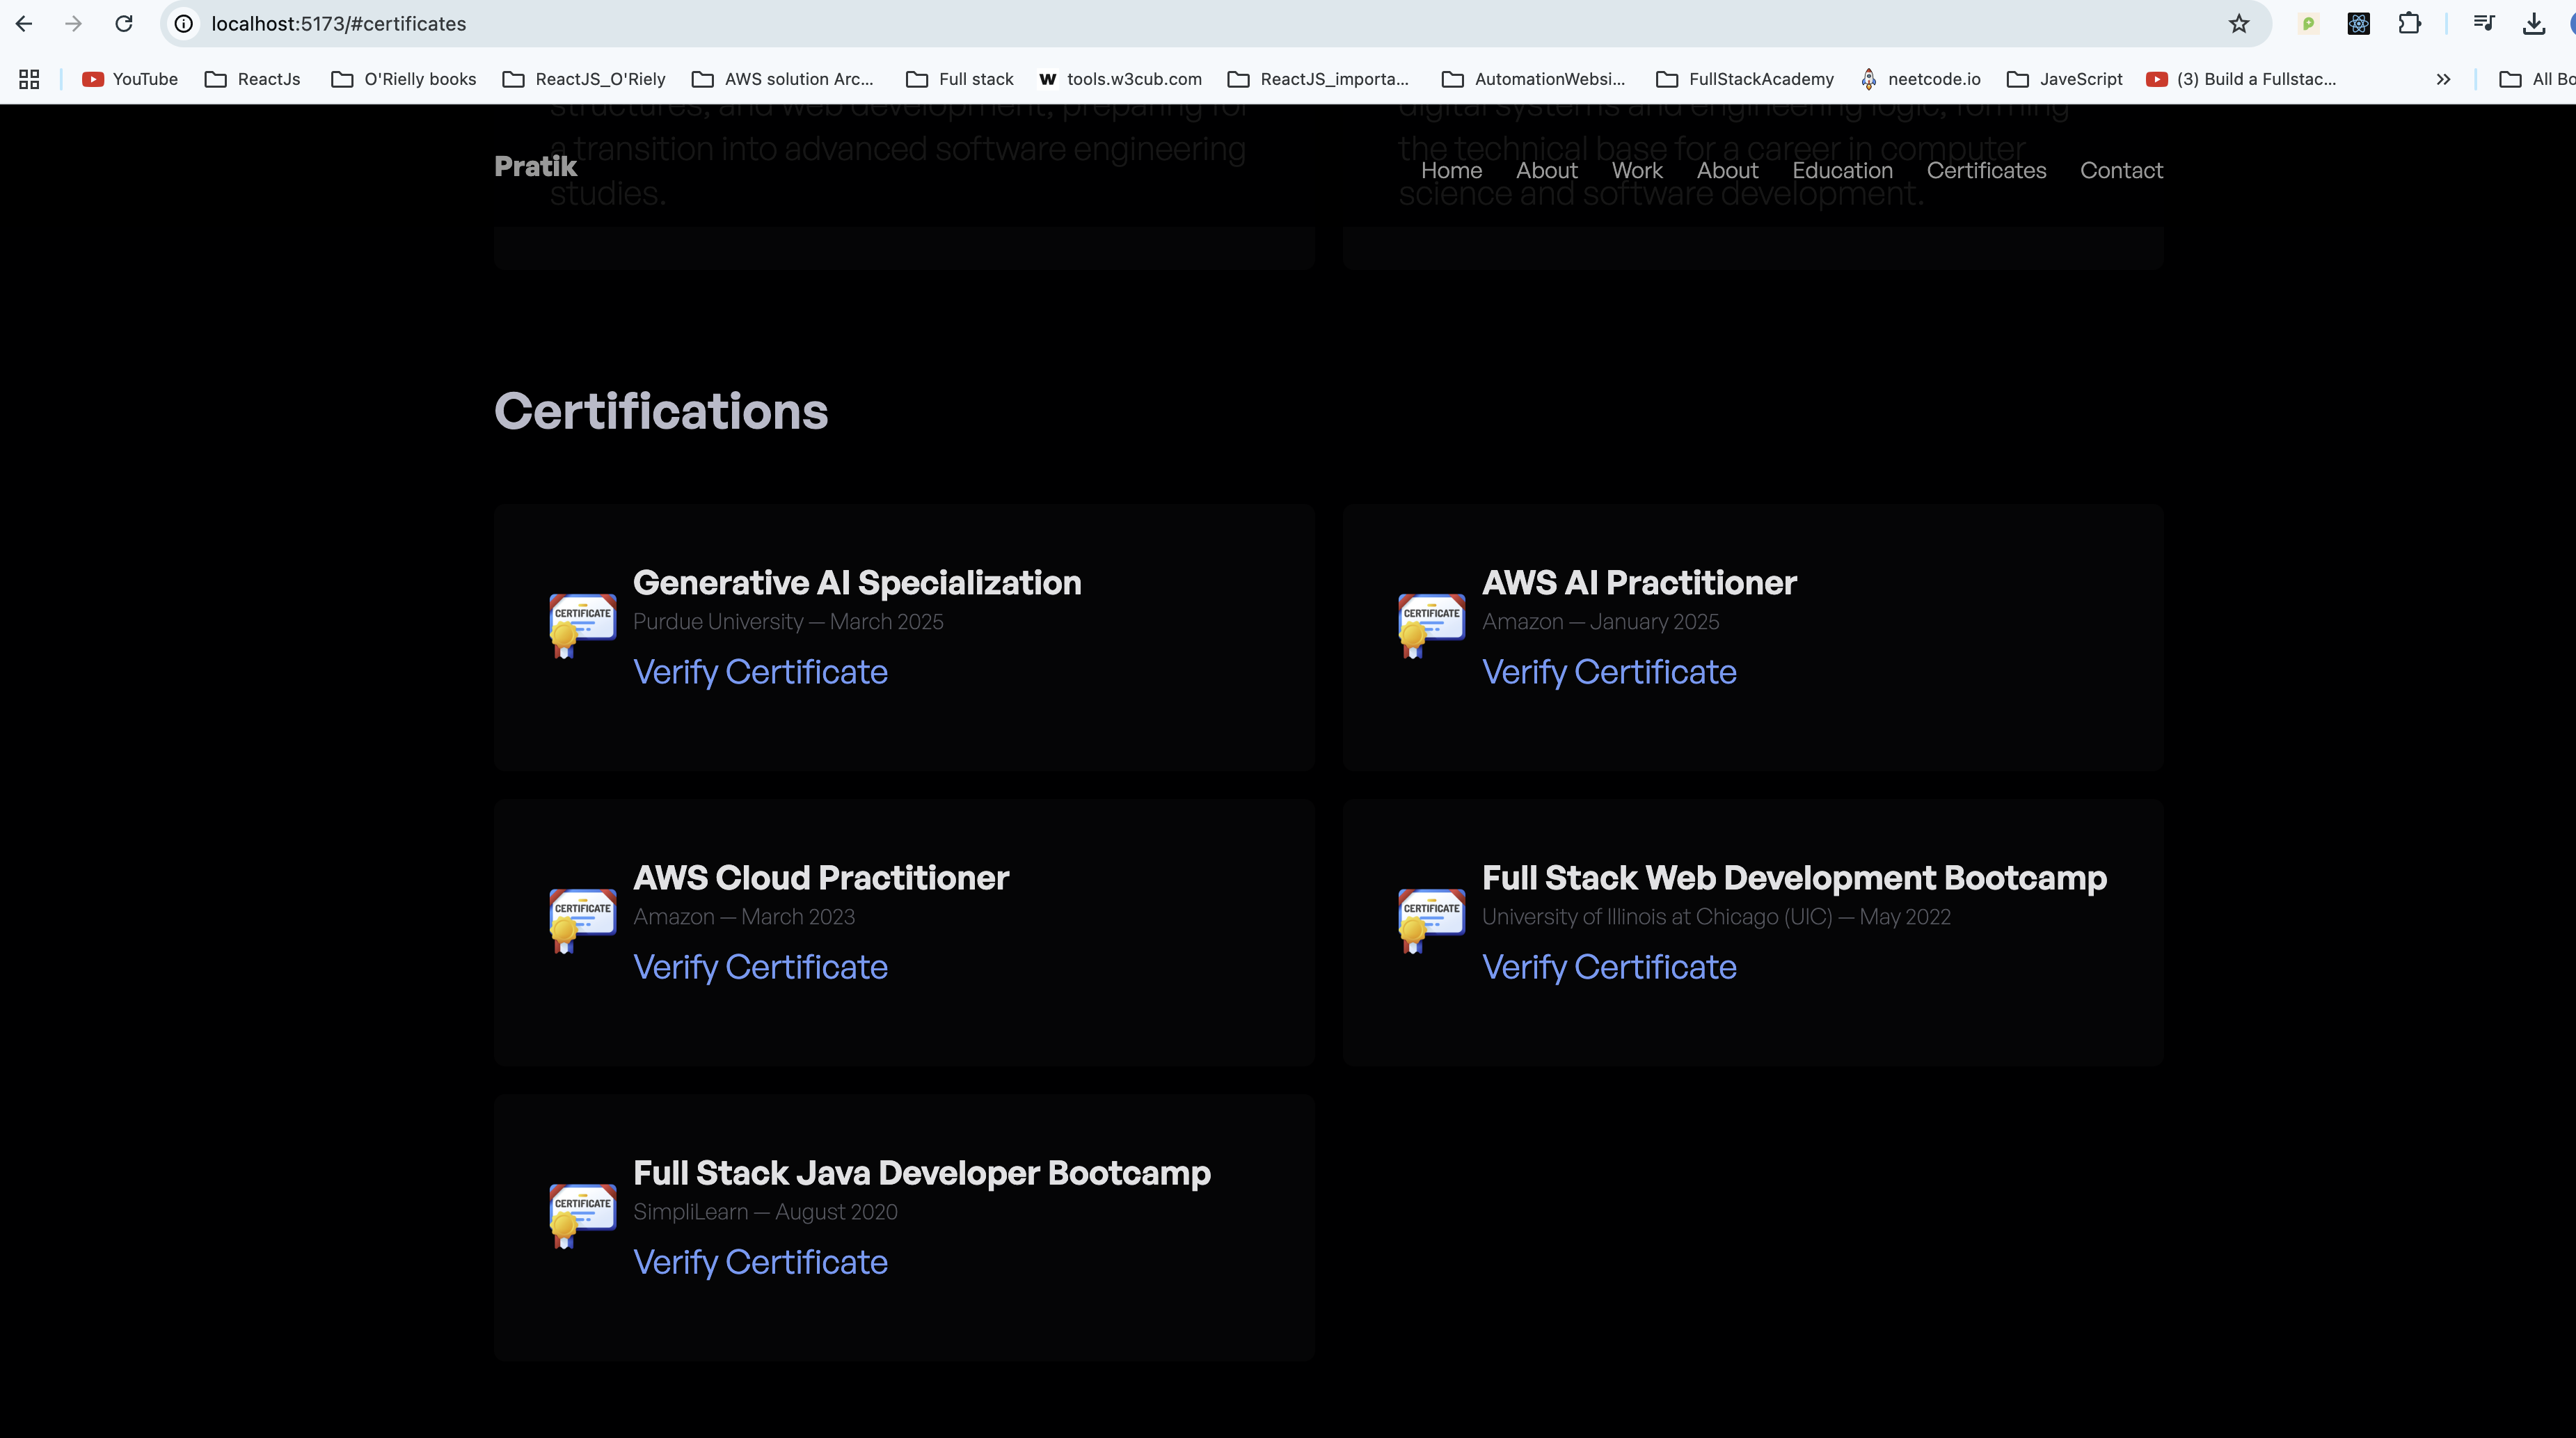 localhost:5173/#certificates
YouTube ReactJs O'Rielly books ReactJS_O'Riely AWS solution Arc... Full stack W tools.w3cub.com ReactJS_importa... AutomationWebsi... FullStackAcademy neetcode.io JaveScript (3) Build a Fullstac... » All Bo
structures, and web development, preparing for
a transition into advanced software engineering
studies.
digital systems and engineering logic, forming
the technical base for a career in computer
science and software development.
Pratik
Home About Work About Education Certificates Contact
Certifications
CERTIFICATE
Generative AI Specialization
Purdue University — March 2025
Verify Certificate
CERTIFICATE
AWS AI Practitioner
Amazon — January 2025
Verify Certificate
CERTIFICATE
AWS Cloud Practitioner
Amazon — March 2023
Verify Certificate
CERTIFICATE
Full Stack Web Development Bootcamp
University of Illinois at Chicago (UIC) — May 2022
Verify Certificate
CERTIFICATE
Full Stack Java Developer Bootcamp
SimpliLearn — August 2020
Verify Certificate